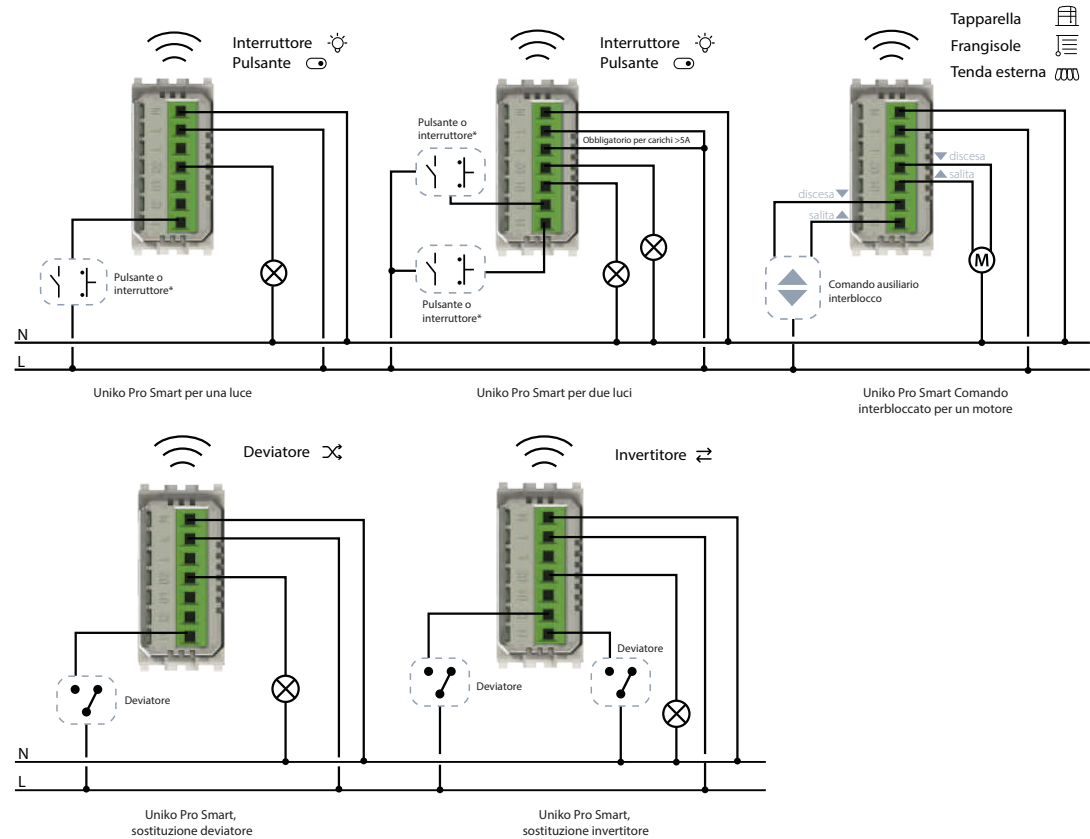 Interruttore
Pulsante
Interruttore
Pulsante
Tapparella
Frangisole
Tenda esterna
Pulsante o
interruttore*
Obbligatorio per carichi >5A
discesa
salita
discesa
salita
Pulsante o
interruttore*
Pulsante o
interruttore*
M
Comando ausiliario
interblocco
N
L
Uniko Pro Smart per una luce
Uniko Pro Smart per due luci
Uniko Pro Smart Comando
interbloccato per un motore
Deviatore
Invertitore
Deviatore
Deviatore
Deviatore
N
L
Uniko Pro Smart,
sostituzione deviatore
Uniko Pro Smart,
sostituzione invertitore